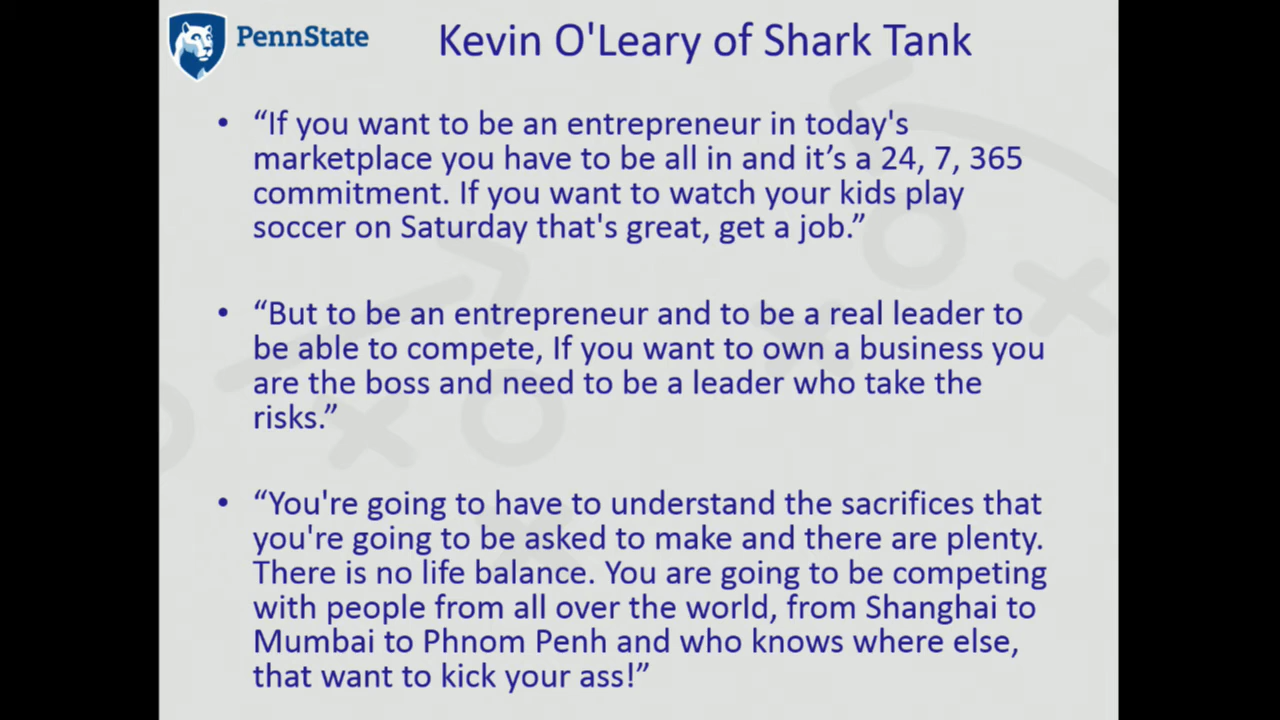 PennState
Kevin O'Leary of Shark Tank
• “If you want to be an entrepreneur in today's
marketplace you have to be all in and it’s a 24, 7, 365
commitment. If you want to watch your kids play
soccer on Saturday that's great, get a job.”
• “But to be an entrepreneur and to be a real leader to
be able to compete, If you want to own a business you
are the boss and need to be a leader who take the
risks.”
• “You're going to have to understand the sacrifices that
you're going to be asked to make and there are plenty.
There is no life balance. You are going to be competing
with people from all over the world, from Shanghai to
Mumbai to Phnom Penh and who knows where else,
that want to kick your ass!”